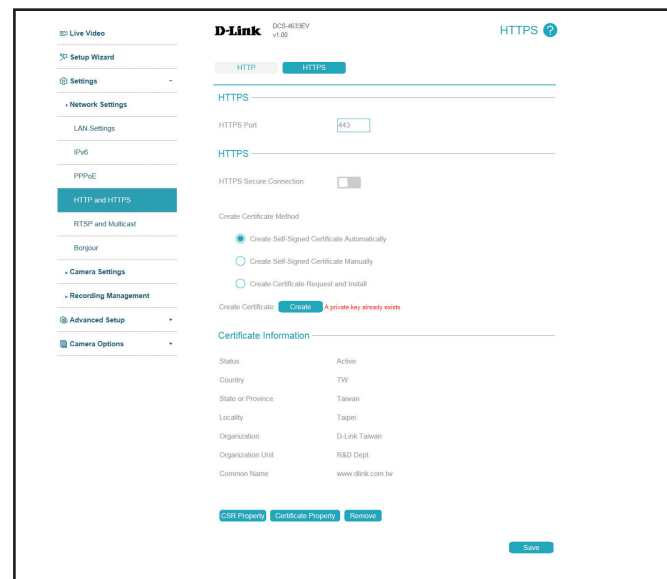 Live Video
Setup Wizard
Settings -
Network Settings
LAN Settings
IPv6
PPPoE
HTTP and HTTPS
RTSP and Multicast
Bonjour
Camera Settings
Recording Management
Advanced Setup +
Camera Options +
D-Link DCS-4633EV
v1.00
HTTPS ?
HTTP HTTPS
HTTPS
HTTPS Port 443
HTTPS
HTTPS Secure Connection
Create Certificate Method
Create Self-Signed Certificate Automatically
Create Self-Signed Certificate Manually
Create Certificate Request and Install
Create Certificate: Create A private key already exists
Certificate Information
Status Active
Country TW
State or Province Taiwan
Locality Taipei
Organization D-Link Taiwan
Organization Unit R&D Dept.
Common Name www.dlink.com.tw
CSR Property Certificate Property Remove
Save